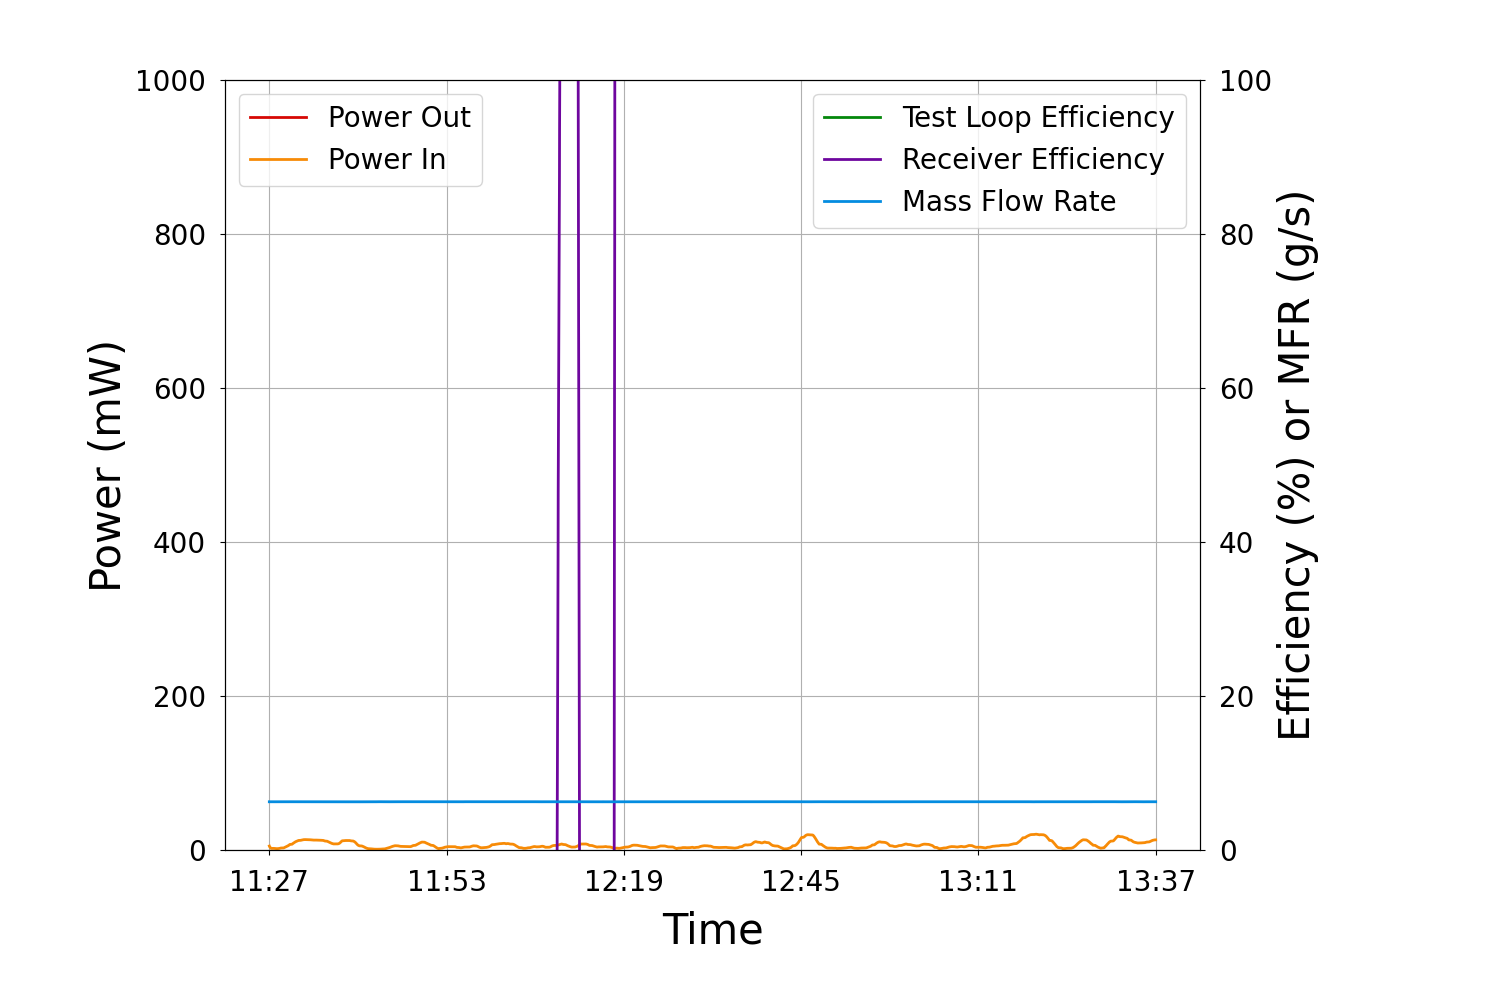 1000
800
600
400
200
0
Power (mW)
Power Out
Power In
Test Loop Efficiency
Receiver Efficiency
Mass Flow Rate
100
80
60
40
20
0
Efficiency (%) or MFR (g/s)
11:27 11:53 12:19 12:45 13:11 13:37
Time